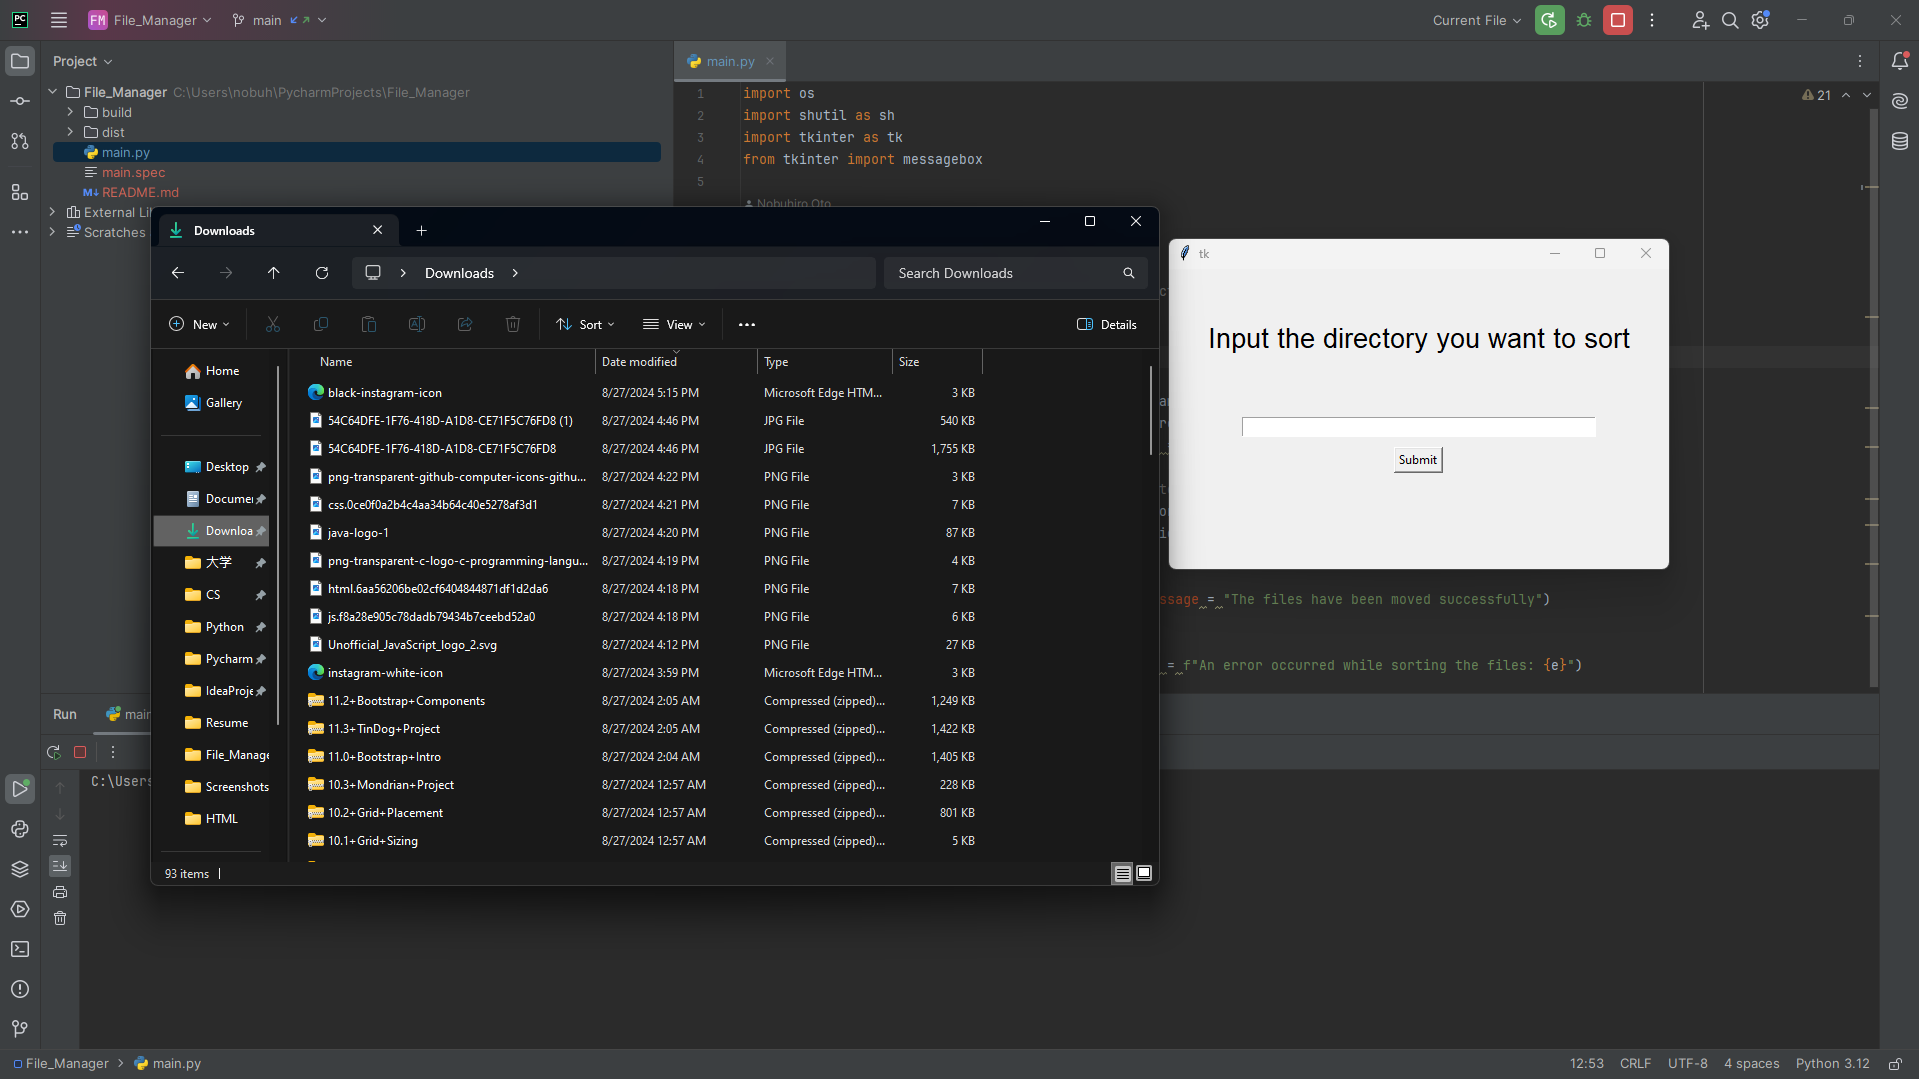 PC
FM File_Manager main
Current File
Project
main.py
File_Manager C:\Users\nobuh\PycharmProjects\File_Manager
build
dist
main.py
main.spec
M↓ README.md
External Li
Scratches
1 import os
2 import shutil as sh
3 import tkinter as tk
4 from tkinter import messagebox
5
Nobuhiro Oto
21
Downloads
Downloads
Search Downloads
New
Sort
View
Details
Home
Gallery
Desktop
Documer
Downloa
大学
CS
Python
Pycharm
IdeaProje
Resume
File_Manage
Screenshots
HTML
Name Date modified Type Size
black-instagram-icon 8/27/2024 5:15 PM Microsoft Edge HTM... 3 KB
54C64DFE-1F76-418D-A1D8-CE71F5C76FD8 (1) 8/27/2024 4:46 PM JPG File 540 KB
54C64DFE-1F76-418D-A1D8-CE71F5C76FD8 8/27/2024 4:46 PM JPG File 1,755 KB
png-transparent-github-computer-icons-githu... 8/27/2024 4:22 PM PNG File 3 KB
css.0ce0f0a2b4c4aa34b64c40e5278af3d1 8/27/2024 4:21 PM PNG File 7 KB
java-logo-1 8/27/2024 4:20 PM PNG File 87 KB
png-transparent-c-logo-c-programming-langu... 8/27/2024 4:19 PM PNG File 4 KB
html.6aa56206be02cf6404844871df1d2da6 8/27/2024 4:18 PM PNG File 7 KB
js.f8a28e905c78dadb79434b7ceebd52a0 8/27/2024 4:18 PM PNG File 6 KB
Unofficial_JavaScript_logo_2.svg 8/27/2024 4:12 PM PNG File 27 KB
instagram-white-icon 8/27/2024 3:59 PM Microsoft Edge HTM... 3 KB
11.2+Bootstrap+Components 8/27/2024 2:05 AM Compressed (zipped)... 1,249 KB
11.3+TinDog+Project 8/27/2024 2:05 AM Compressed (zipped)... 1,422 KB
11.0+Bootstrap+Intro 8/27/2024 2:04 AM Compressed (zipped)... 1,405 KB
10.3+Mondrian+Project 8/27/2024 12:57 AM Compressed (zipped)... 228 KB
10.2+Grid+Placement 8/27/2024 12:57 AM Compressed (zipped)... 801 KB
10.1+Grid+Sizing 8/27/2024 12:57 AM Compressed (zipped)... 5 KB
93 items
tk
Input the directory you want to sort
Submit
ssage = "The files have been moved successfully")
= f"An error occurred while sorting the files: {e}")
Run main
C:\Users
File_Manager main.py
12:53 CRLF UTF-8 4 spaces Python 3.12